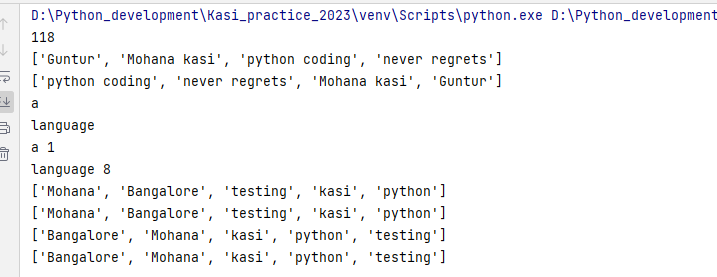 D:\Python_development\Kasi_practice_2023\venv\Scripts\python.exe D:\Python_development
118
['Guntur', 'Mohana kasi', 'python coding', 'never regrets']
['python coding', 'never regrets', 'Mohana kasi', 'Guntur']
a
language
a 1
language 8
['Mohana', 'Bangalore', 'testing', 'kasi', 'python']
['Mohana', 'Bangalore', 'testing', 'kasi', 'python']
['Bangalore', 'Mohana', 'kasi', 'python', 'testing']
['Bangalore', 'Mohana', 'kasi', 'python', 'testing']